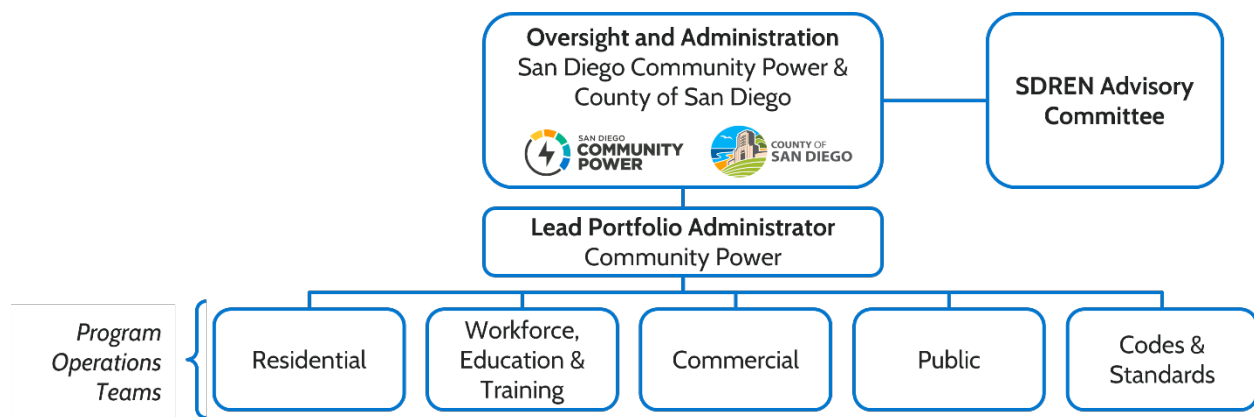 Oversight and Administration
San Diego Community Power &
County of San Diego
SAN DIEGO
COMMUNITY
POWER
COUNTY OF
SAN DIEGO
SDREN Advisory
Committee
Lead Portfolio Administrator
Community Power
Program
Operations
Teams
Residential
Workforce,
Education &
Training
Commercial
Public
Codes &
Standards